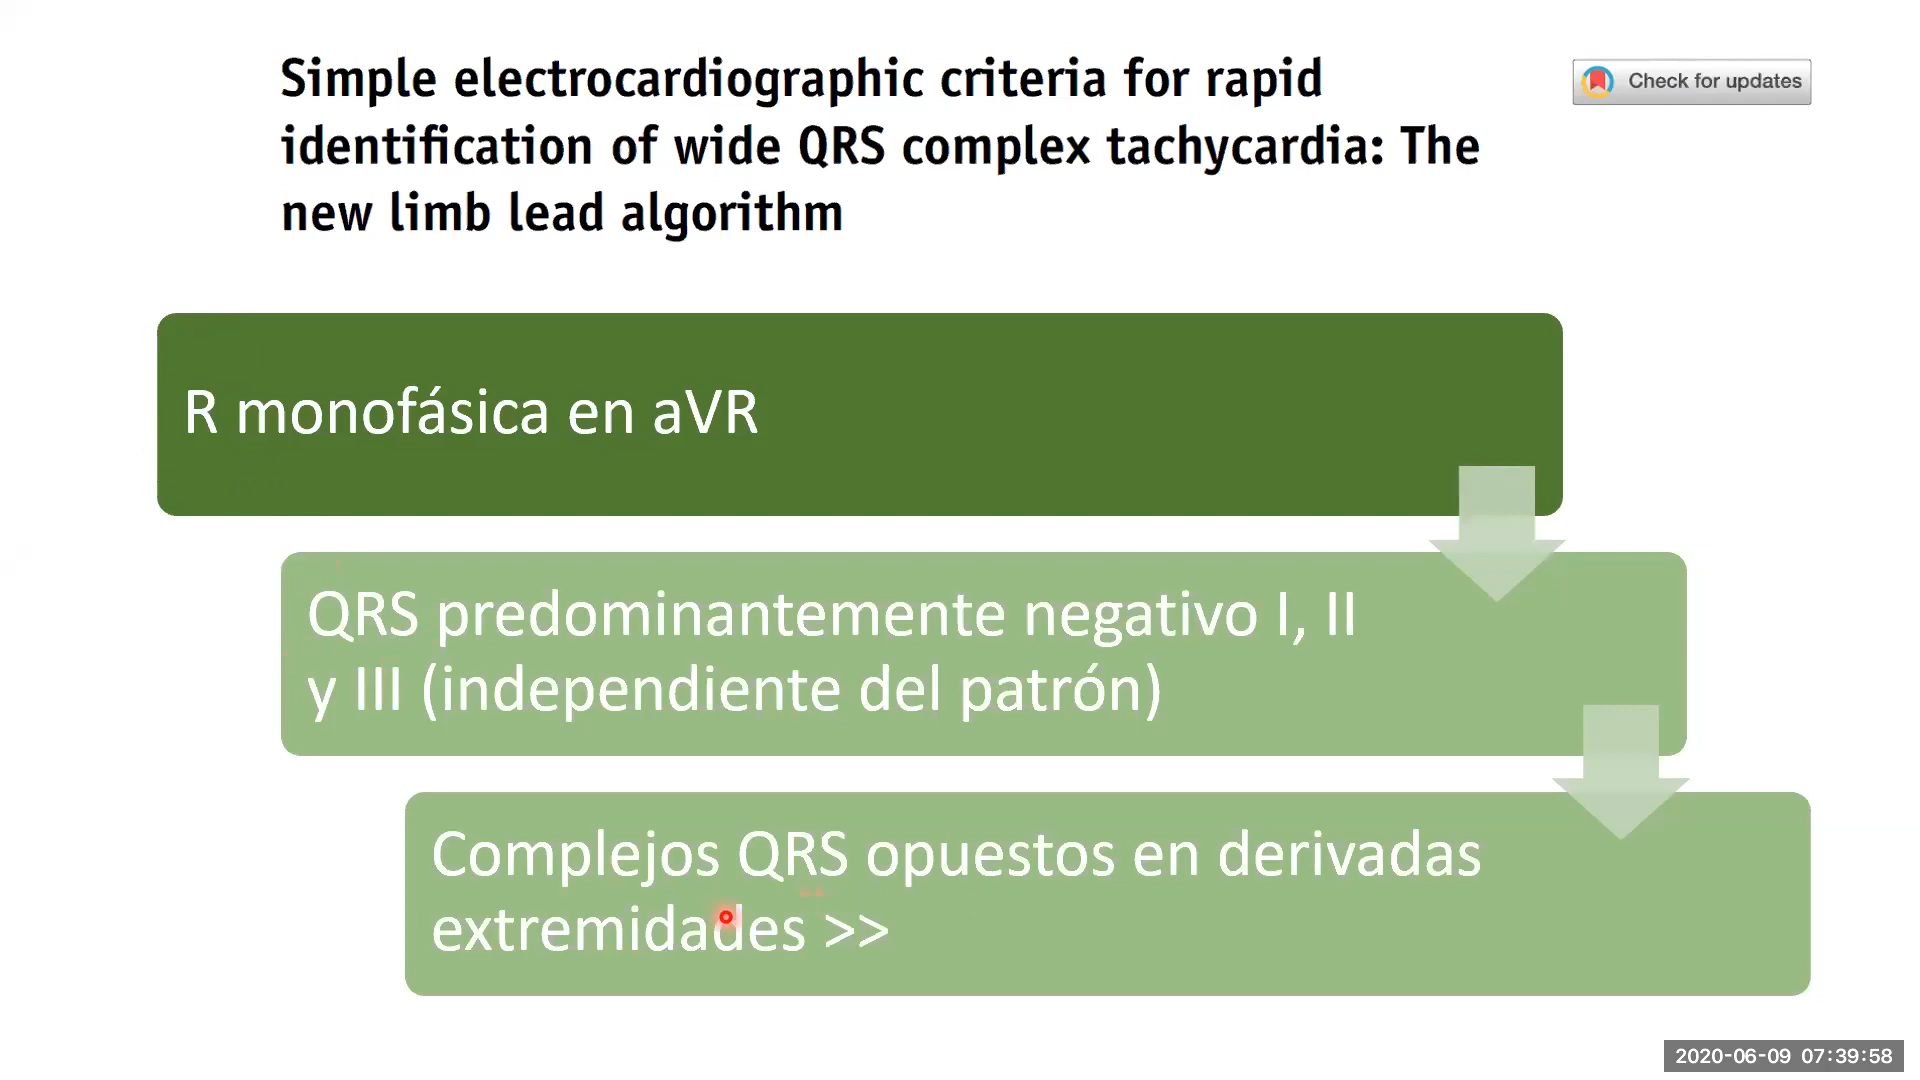 Simple electrocardiographic criteria for rapid
identification of wide QRS complex tachycardia: The
new limb lead algorithm
Check for updates
R monofásica en aVR
QRS predominantemente negativo I, II
y III (independiente del patrón)
Complejos QRS opuestos en derivadas
extremidades >>
2020-06-09 07:39:58